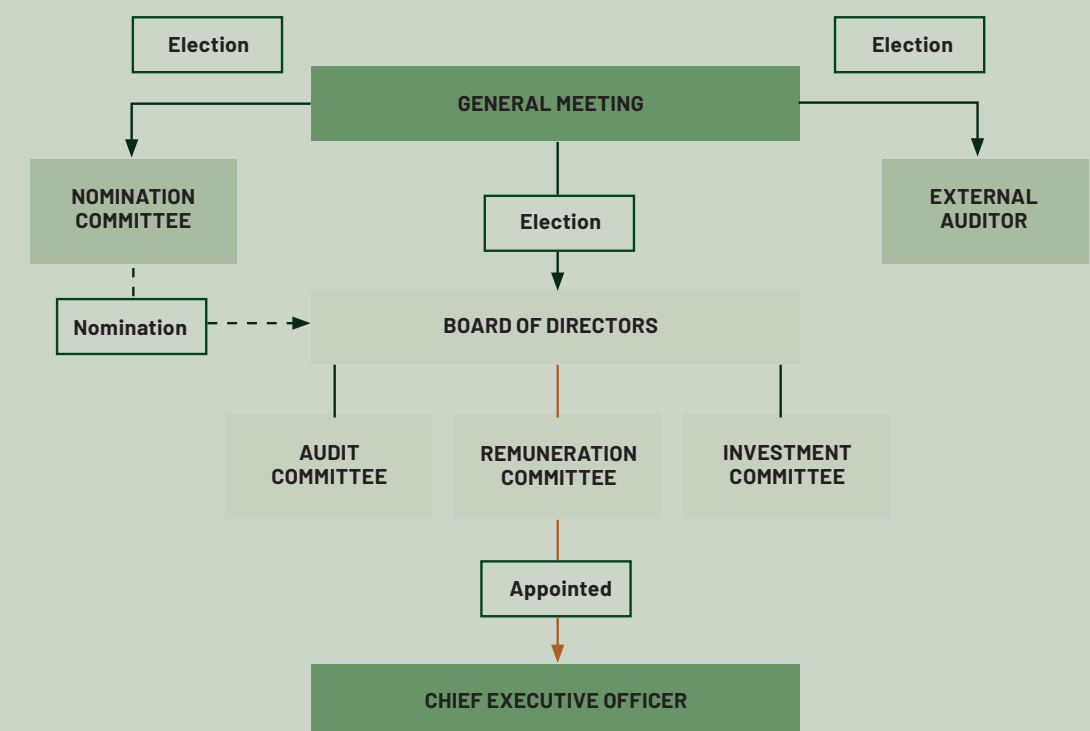 Election
Election
GENERAL MEETING
NOMINATION
COMMITTEE
EXTERNAL
AUDITOR
Election
Nomination
BOARD OF DIRECTORS
AUDIT
COMMITTEE
REMUNERATION
COMMITTEE
INVESTMENT
COMMITTEE
Appointed
CHIEF EXECUTIVE OFFICER